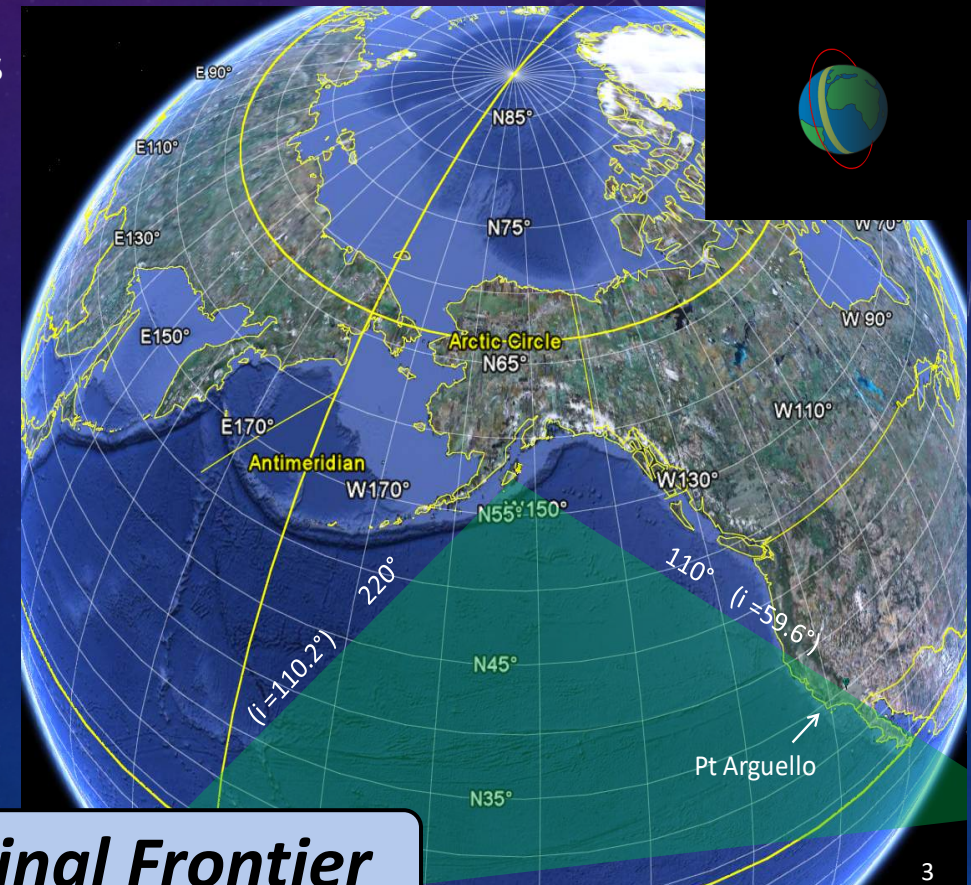 s
E 90°
N85°
E110°
N75°
W 70°
E130°
W 90°
E150°
Arctic Circle
N65°
W110°
E170°
Antimeridian
W170°
W130°
N55°
150°
220°
110° (i =59.6°)
(i =110.2°)
N45°
Pt Arguello
N35°
inal Frontier
3